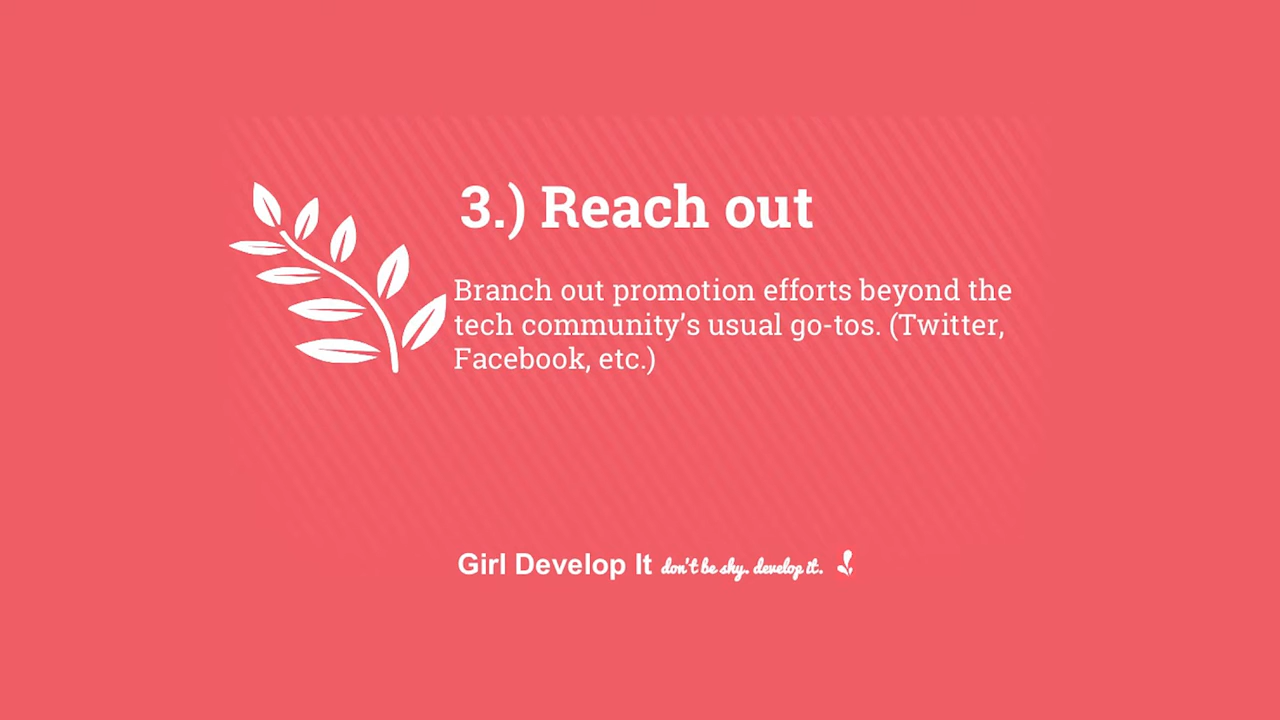 3.) Reach out
Branch out promotion efforts beyond the
tech community’s usual go-tos. (Twitter,
Facebook, etc.)
Girl Develop It don't be shy. develop it.